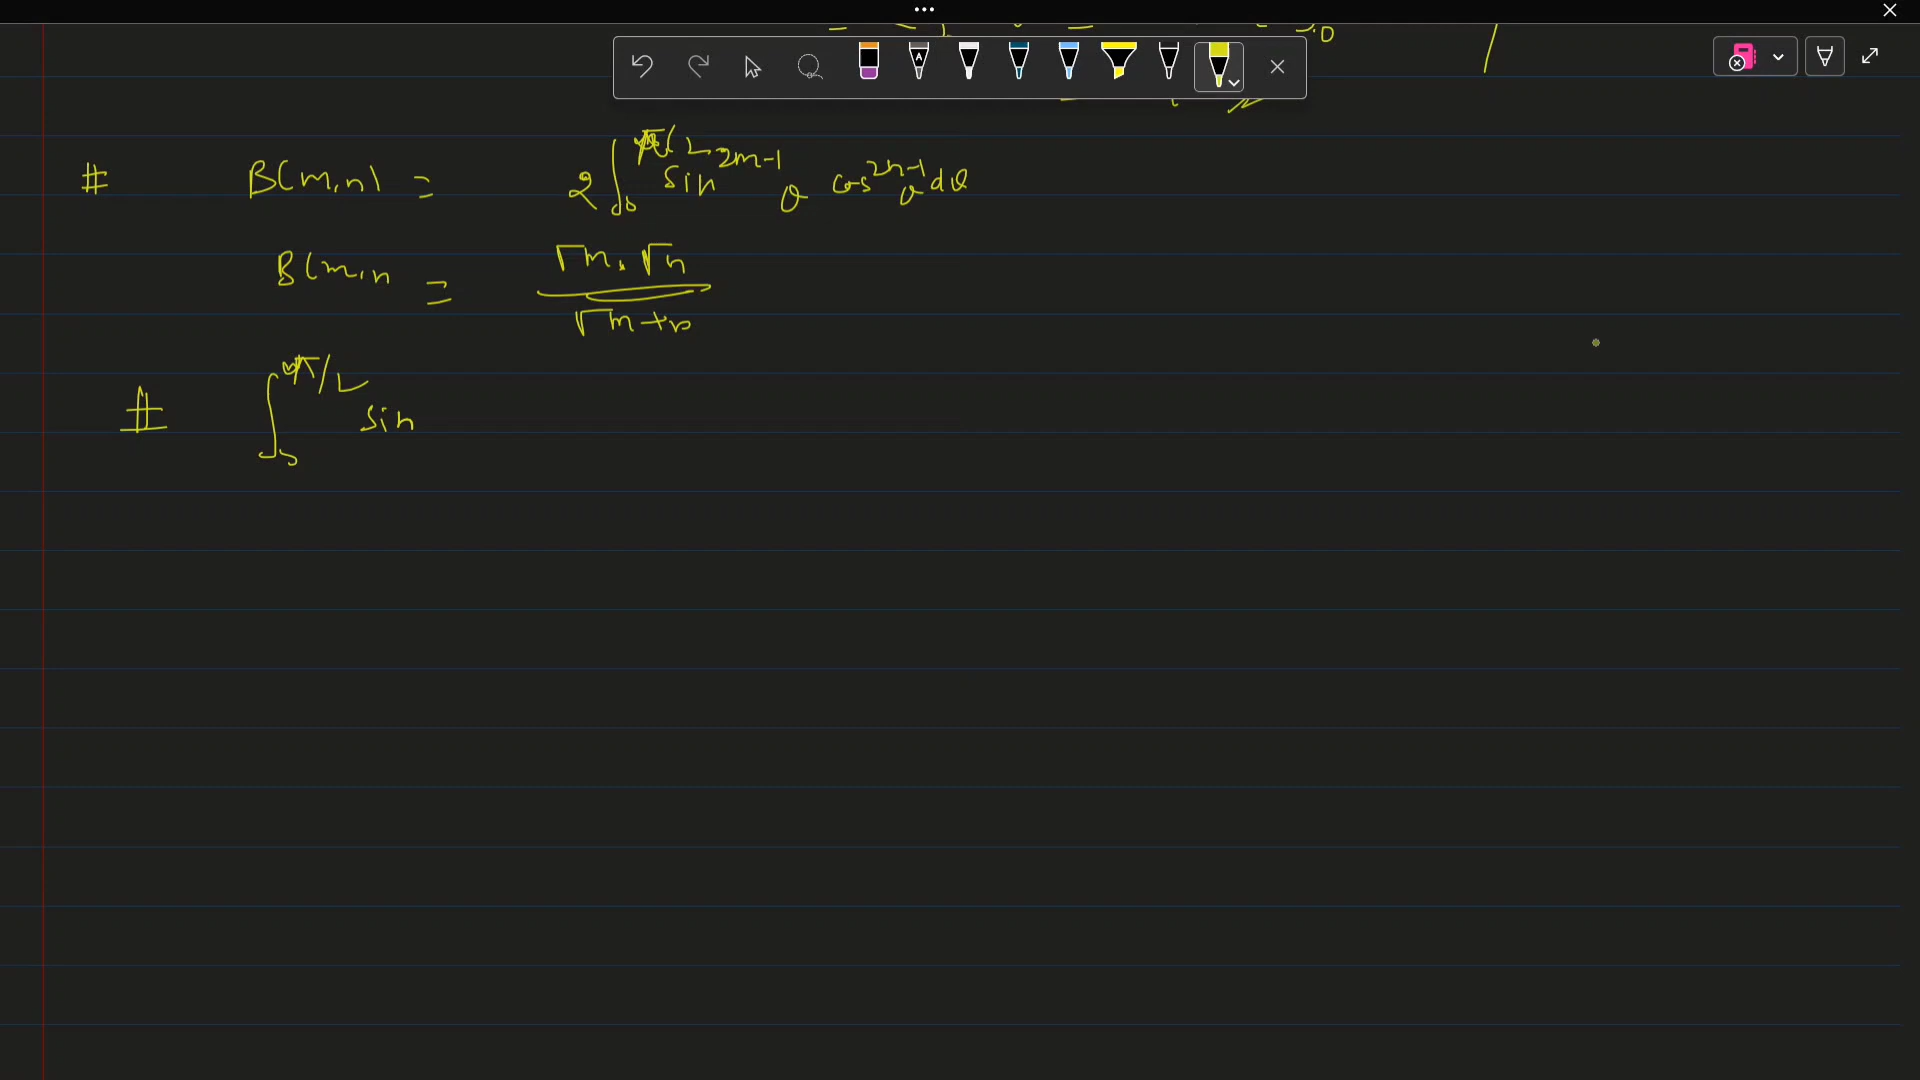 # B(m,n) = 2∫₀^π/2 sin^2m-1 θ cos^2n-1 θ dθ
B(m,n = Γm.Γn / Γm+n
# ∫₀^π/2 sin